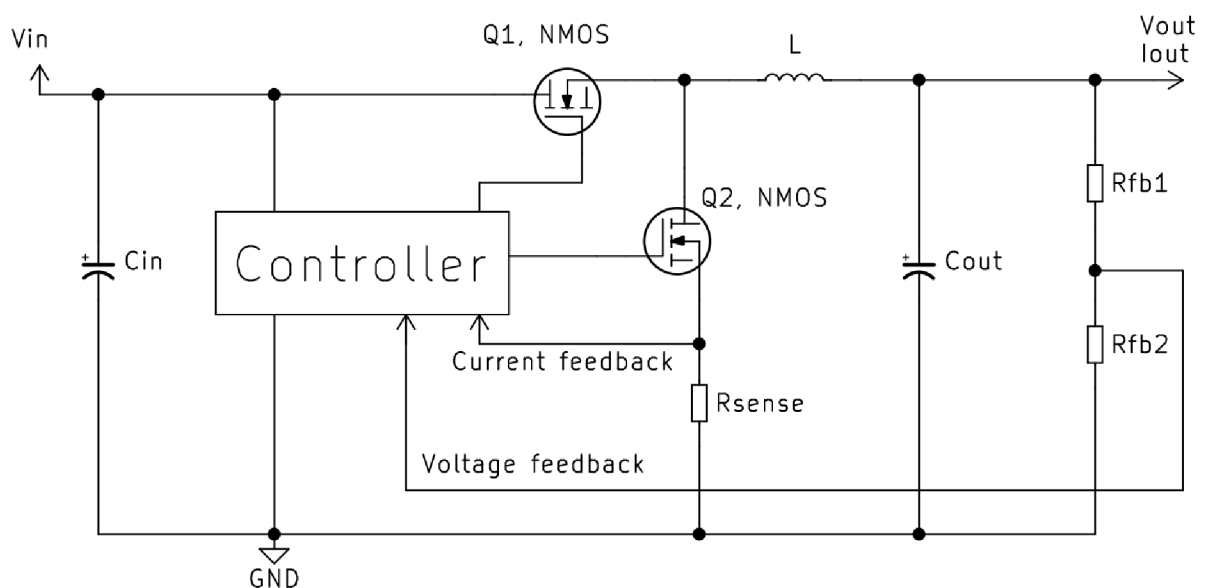 Vin
Q1, NMOS
L
Vout
Iout
Rfb1
Q2, NMOS
Controller
+ Cin
+ Cout
Rfb2
Current feedback
Rsense
Voltage feedback
GND